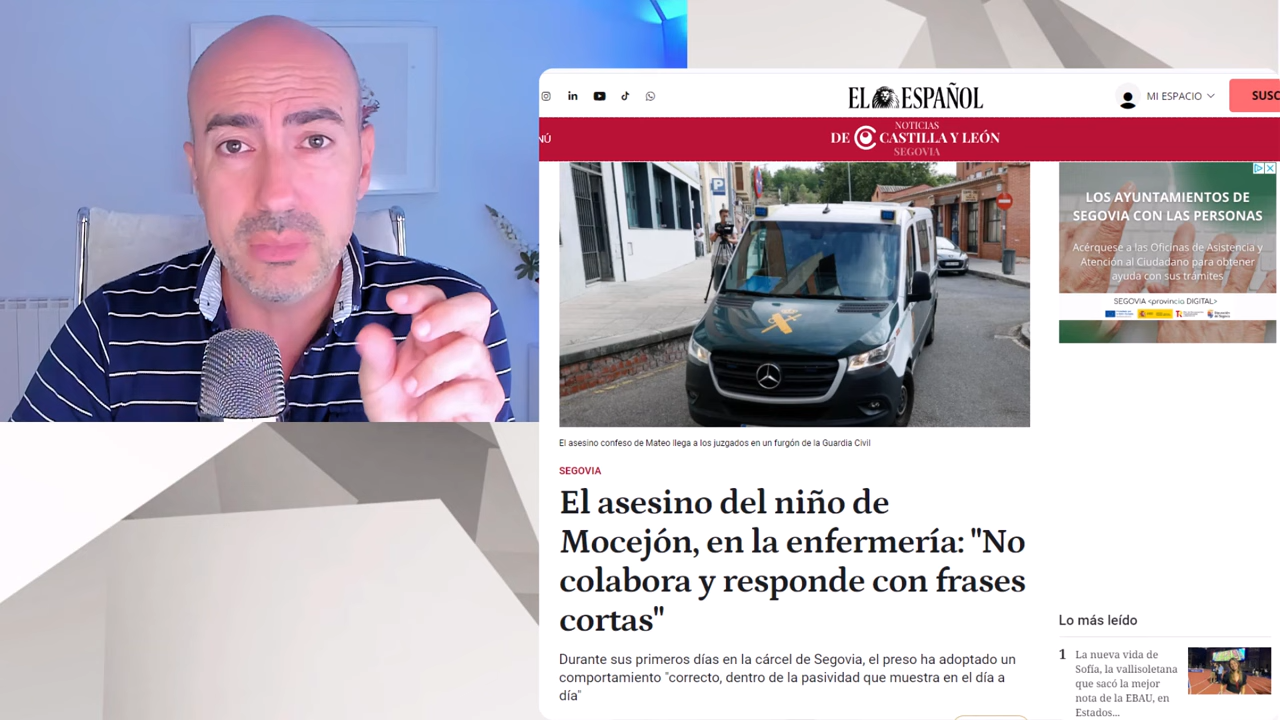 EL ESPAÑOL
MI ESPACIO
SUSC
NÚ
NOTICIAS
DE CASTILLA Y LEÓN
SEGOVIA
P
LOS AYUNTAMIENTOS DE
SEGOVIA CON LAS PERSONAS
Acérquese a las Oficinas de Asistencia y
Atención al Ciudadano para obtener
ayuda con sus trámites
SEGOVIA <provincia DIGITAL>
El asesino confeso de Mateo llega a los juzgados en un furgón de la Guardia Civil
SEGOVIA
El asesino del niño de
Mocejón, en la enfermería: "No
colabora y responde con frases
cortas"
Durante sus primeros días en la cárcel de Segovia, el preso ha adoptado un
comportamiento "correcto, dentro de la pasividad que muestra en el día a
día"
Lo más leído
1
La nueva vida de
Sofía, la vallisoletana
que sacó la mejor
nota de la EBAU, en
Estados...